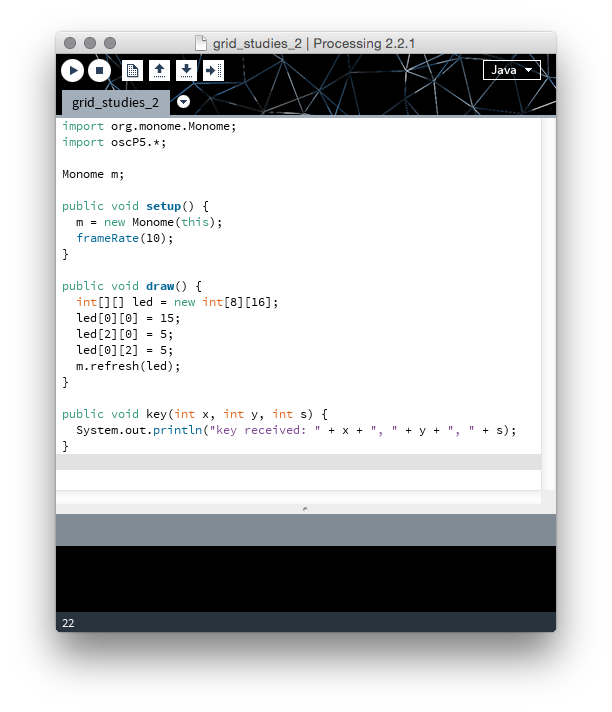 grid_studies_2 | Processing 2.2.1
Java
grid_studies_2
import org.monome.Monome;
import oscP5.*;
Monome m;
public void setup() {
  m = new Monome(this);
  frameRate(10);
}
public void draw() {
  int[][] led = new int[8][16];
  led[0][0] = 15;
  led[2][0] = 5;
  led[0][2] = 5;
  m.refresh(led);
}
public void key(int x, int y, int s) {
  System.out.println("key received: " + x + ", " + y + ", " + s);
}
22